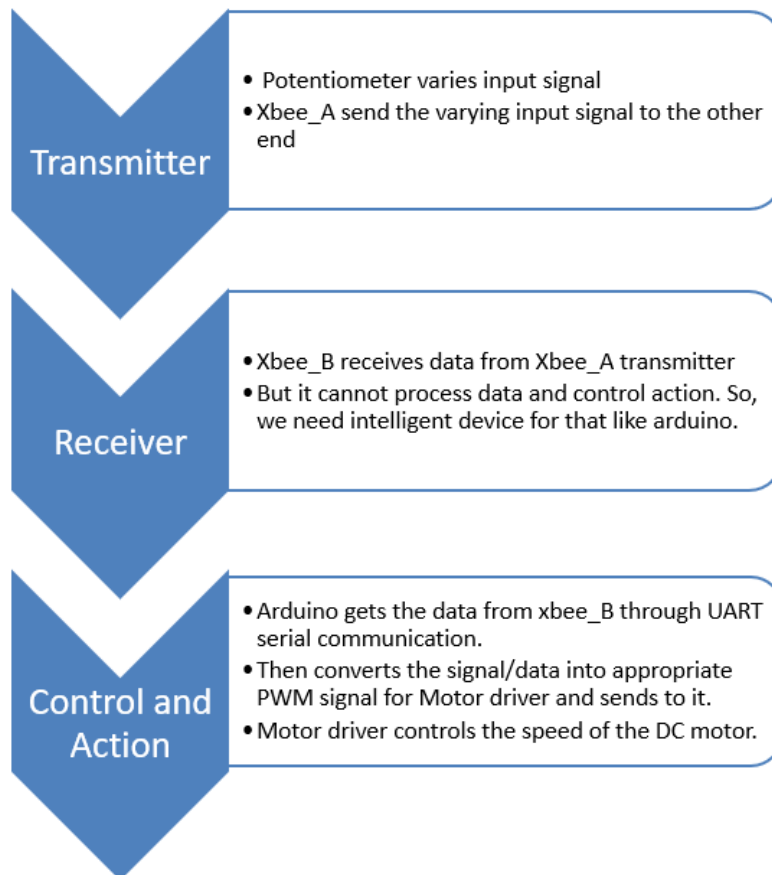 Transmitter
• Potentiometer varies input signal
• Xbee_A send the varying input signal to the other
end
Receiver
• Xbee_B receives data from Xbee_A transmitter
• But it cannot process data and control action. So,
we need intelligent device for that like arduino.
Control and
Action
• Arduino gets the data from xbee_B through UART
serial communication.
• Then converts the signal/data into appropriate
PWM signal for Motor driver and sends to it.
• Motor driver controls the speed of the DC motor.